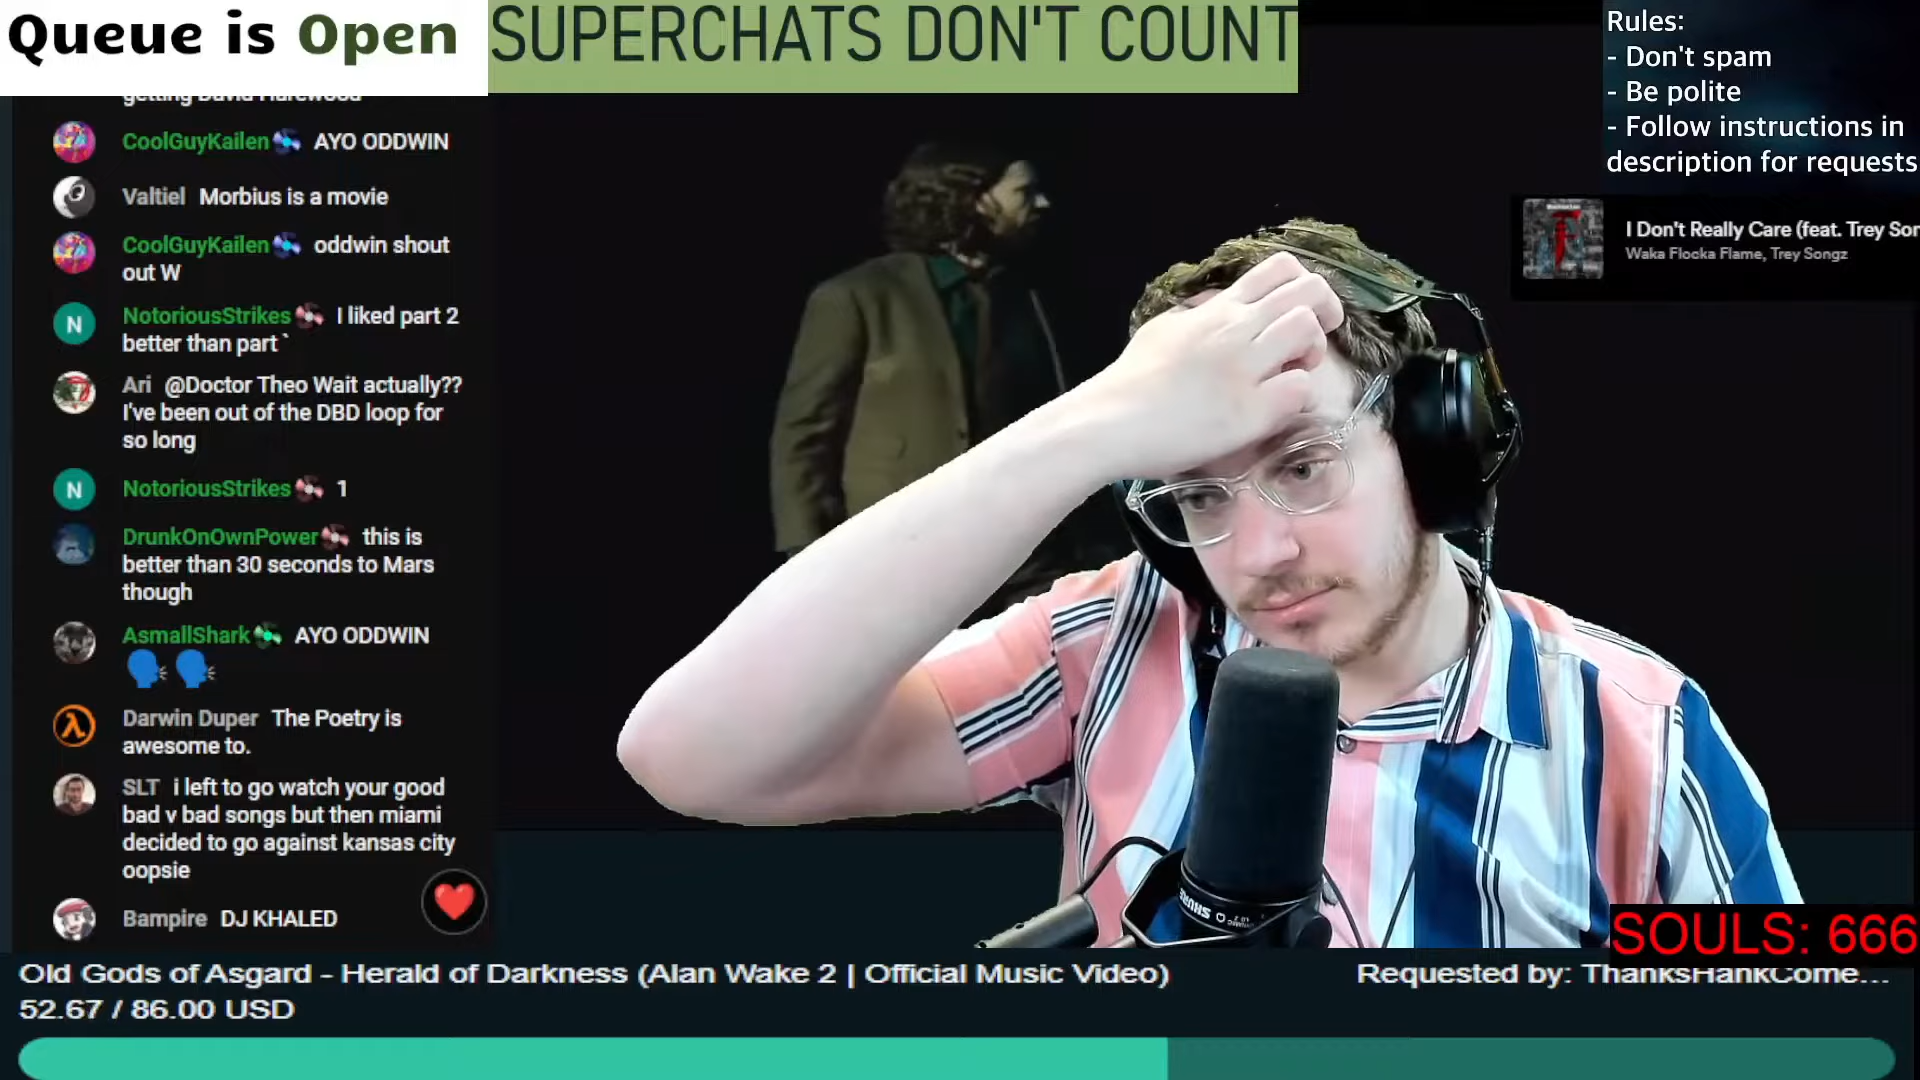 Queue is Open
SUPERCHATS DON'T COUNT
Rules:
- Don't spam
- Be polite
- Follow instructions in
description for requests
I Don't Really Care (feat. Trey Son
Waka Flocka Flame, Trey Songz
getting David Harewood
CoolGuyKailen AYO ODDWIN
Valtiel Morbius is a movie
CoolGuyKailen oddwin shout
out W
N NotoriousStrikes I liked part 2
better than part `
Ari @Doctor Theo Wait actually??
I've been out of the DBD loop for
so long
N NotoriousStrikes 1
DrunkOnOwnPower this is
better than 30 seconds to Mars
though
AsmallShark AYO ODDWIN
Darwin Duper The Poetry is
awesome to.
SLT i left to go watch your good
bad v bad songs but then miami
decided to go against kansas city
oopsie
Bampire DJ KHALED
SHURE
SOULS: 666
Old Gods of Asgard - Herald of Darkness (Alan Wake 2 | Official Music Video)
Requested by: ThanksHankCome...
52.67 / 86.00 USD